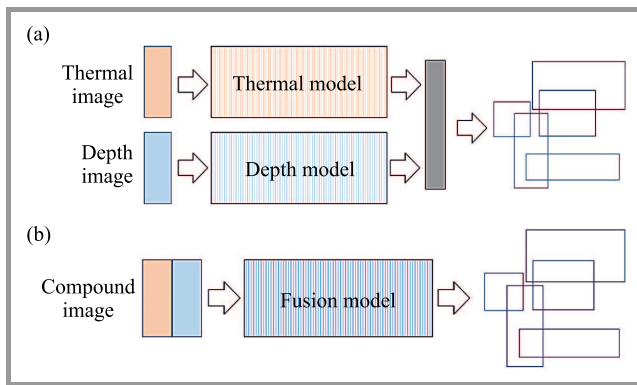 (a)
Thermal
image
Thermal model
Depth
image
Depth model
(b)
Compound
image
Fusion model